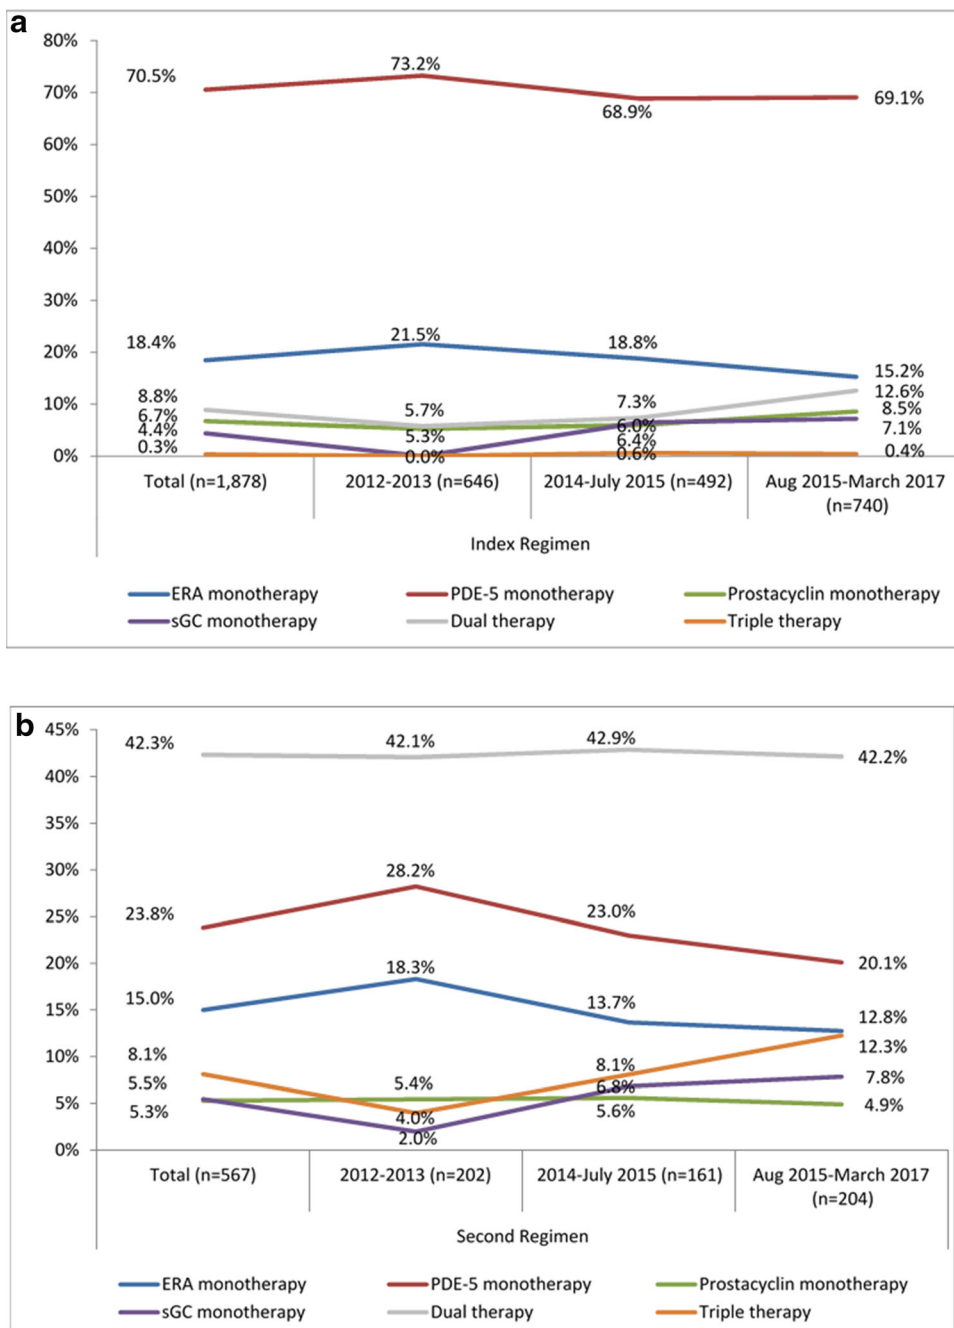 a
80%
70.5%
73.2%
70%
68.9%
69.1%
60%
50%
40%
30%
18.4%
21.5%
18.8%
20%
15.2%
12.6%
8.8%
5.7%
7.3%
10%
8.5%
6.7%
6.0%
4.4%
5.3%
6.4%
7.1%
0.3%
0.0%
0.6%
0.4%
0%
Total (n=1,878)
2012-2013 (n=646)
2014-July 2015 (n=492)
Aug 2015-March 2017
(n=740)
Index Regimen
ERA monotherapy
PDE-5 monotherapy
Prostacyclin monotherapy
sGC monotherapy
Dual therapy
Triple therapy
b
45%
42.3%
42.1%
42.9%
42.2%
40%
35%
30%
28.2%
25%
23.8%
23.0%
20%
20.1%
18.3%
15%
15.0%
13.7%
12.8%
12.3%
10%
8.1%
8.1%
5.5%
5.4%
6.8%
7.8%
5%
5.3%
4.0%
5.6%
4.9%
2.0%
0%
Total (n=567)
2012-2013 (n=202)
2014-July 2015 (n=161)
Aug 2015-March 2017
(n=204)
Second Regimen
ERA monotherapy
PDE-5 monotherapy
Prostacyclin monotherapy
sGC monotherapy
Dual therapy
Triple therapy